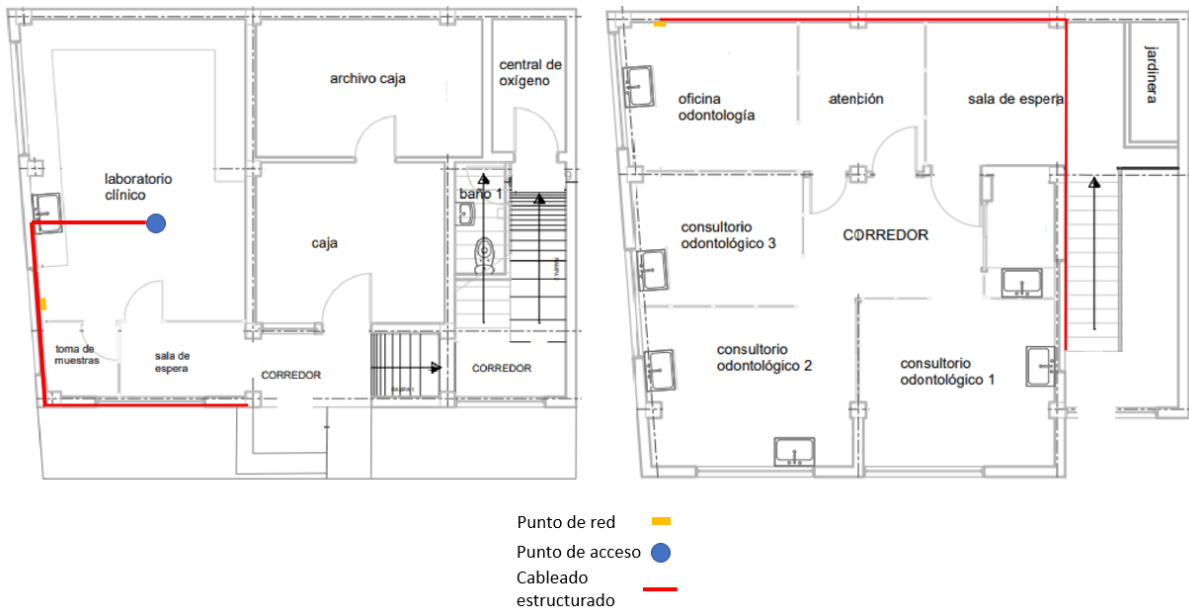 archivo caja
central de
oxígeno
laboratorio
clínico
baño 1
caja
toma de
muestras
sala de
espera
CORREDOR
RAMPA 1
CORREDOR
oficina
odontología
atención
sala de espera
jardinera
consultorio
odontológico 3
CORREDOR
consultorio
odontológico 2
consultorio
odontológico 1
Punto de red
Punto de acceso
Cableado
estructurado